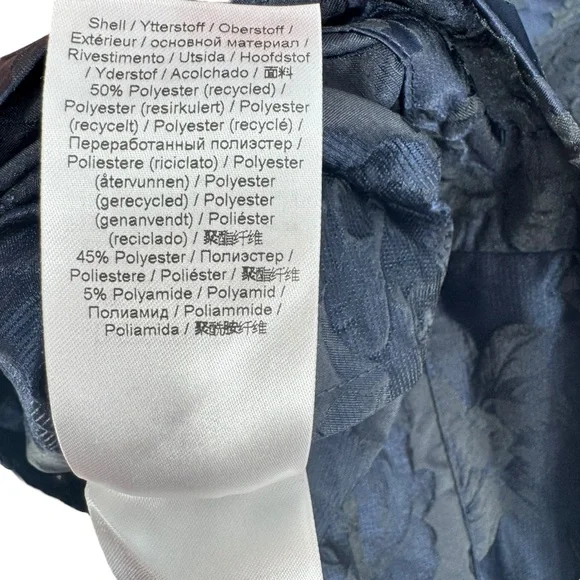 Shell / Ytterstoff / Oberstoff /
Extérieur / основной материал /
Rivestimento / Utsida / Hoofdstof
/ Yderstof / Acolchado / 面料
50% Polyester (recycled) /
Polyester (resirkulert) / Polyester
(recycelt) / Polyester (recyclé) /
Переработанный полиэстер /
Poliestere (riciclato) / Polyester
(återvunnen) / Polyester
(gerecycled) / Polyester
(genanvendt) / Poliéster
(reciclado) / 聚酯纤维
45% Polyester / Полиэстер /
Poliestere / Poliéster / 聚酯纤维
5% Polyamide / Polyamid /
Полиамид / Poliammide /
Poliamida / 聚酰胺纤维